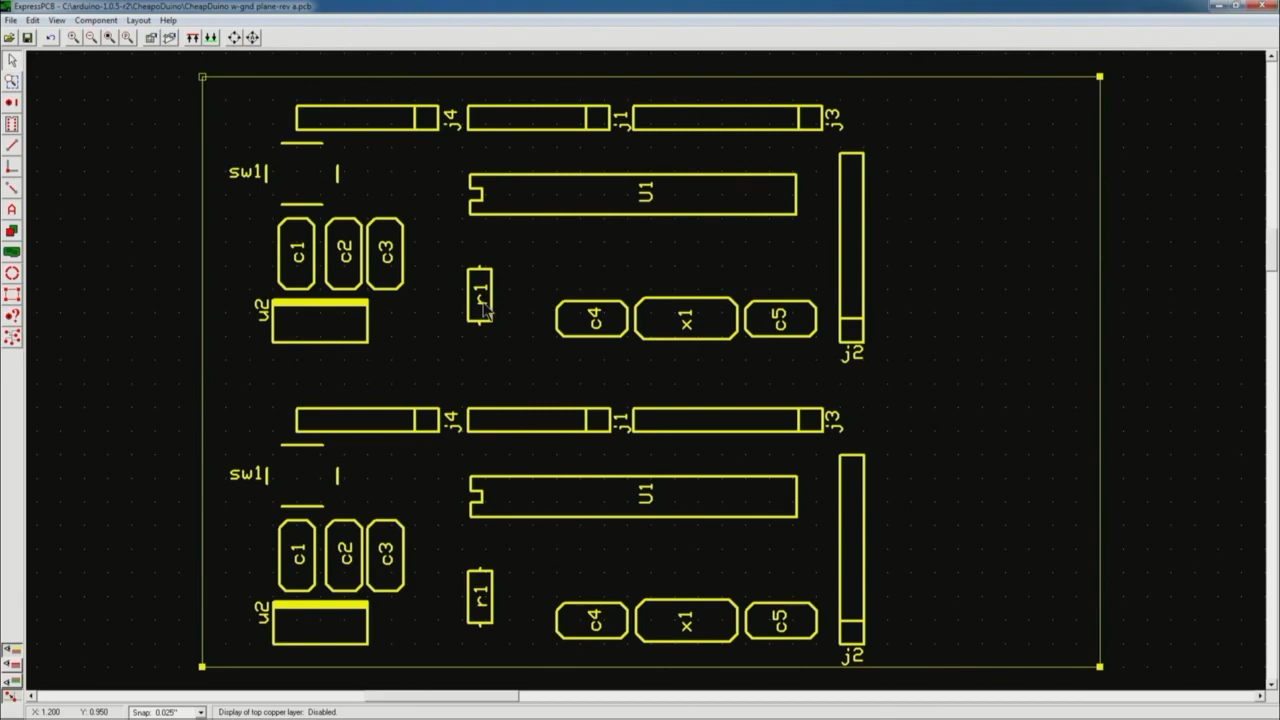 ExpressPCB - C:\arduino-1.0.5-r2\CheapoDuino\CheapDuino w-gnd plane-rev a.pcb
File Edit View Component Layout Help
j4 j1 j3
sw1
U1
c1 c2 c3
r1
u2
c4 x1 c5
j2
j4 j1 j3
sw1
U1
c1 c2 c3
r1
u2
c4 x1 c5
j2
X: 1.200 Y: 0.950 Snap: 0.025" Display of top copper layer: Disabled.